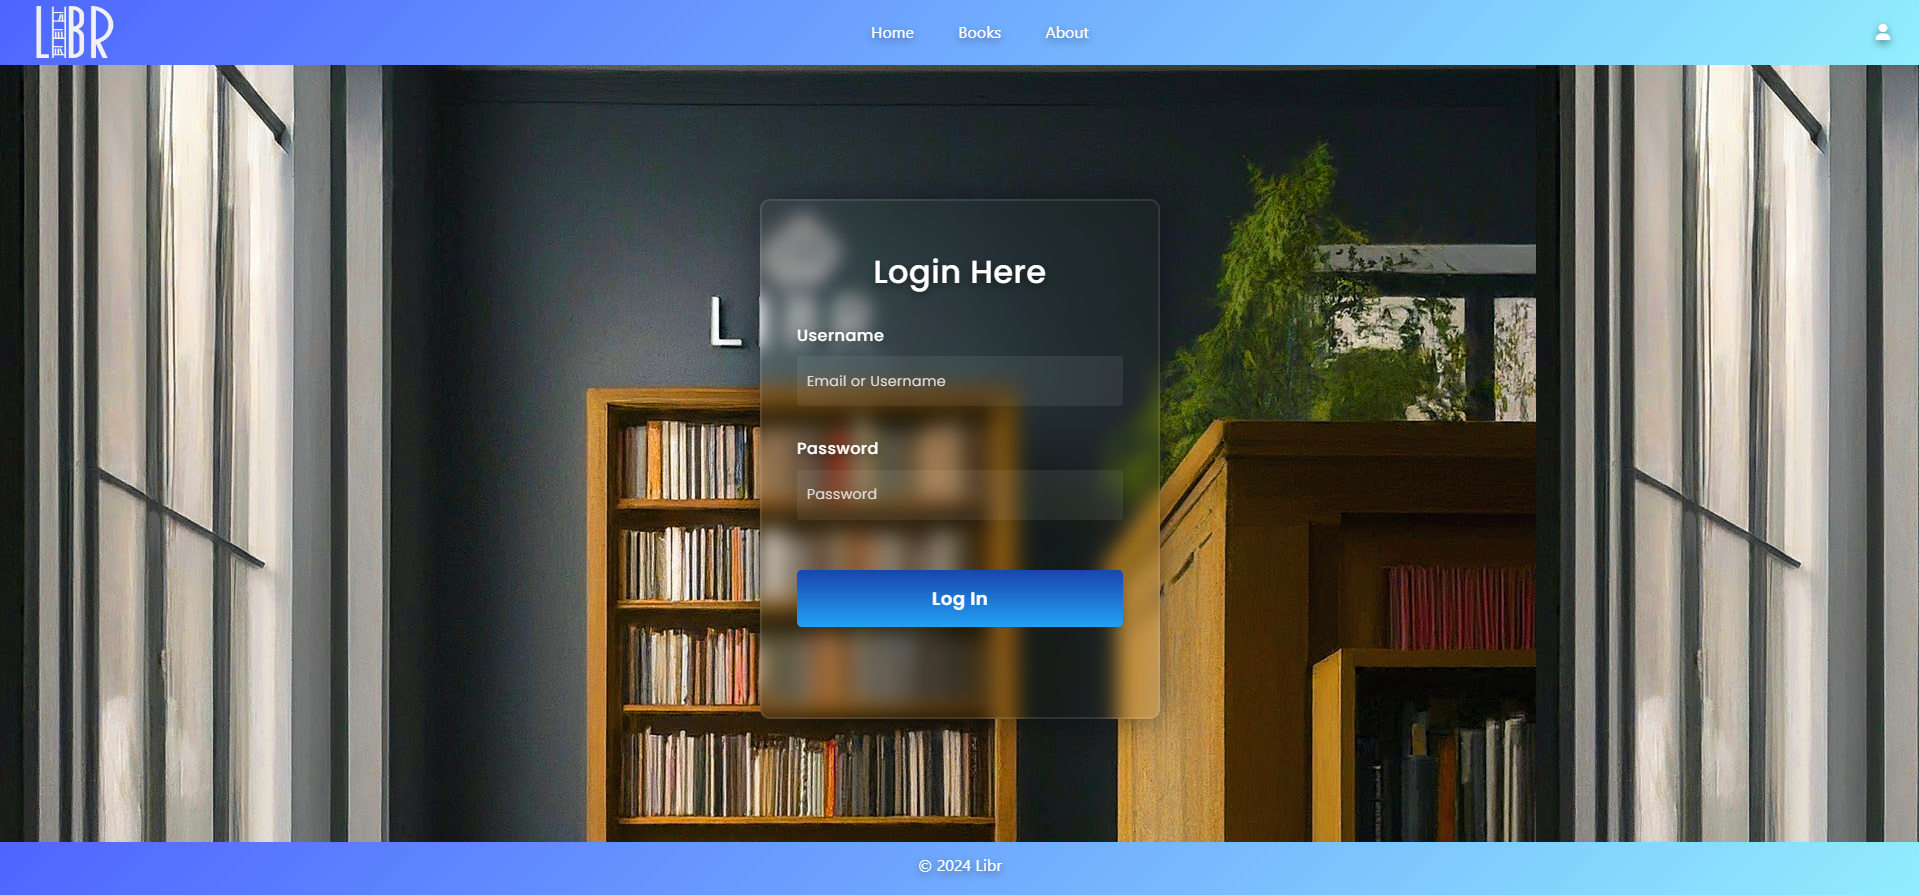 LIBR
Home
Books
About
Login Here
L
Username
Email or Username
Password
Password
Log In
© 2024 Libr